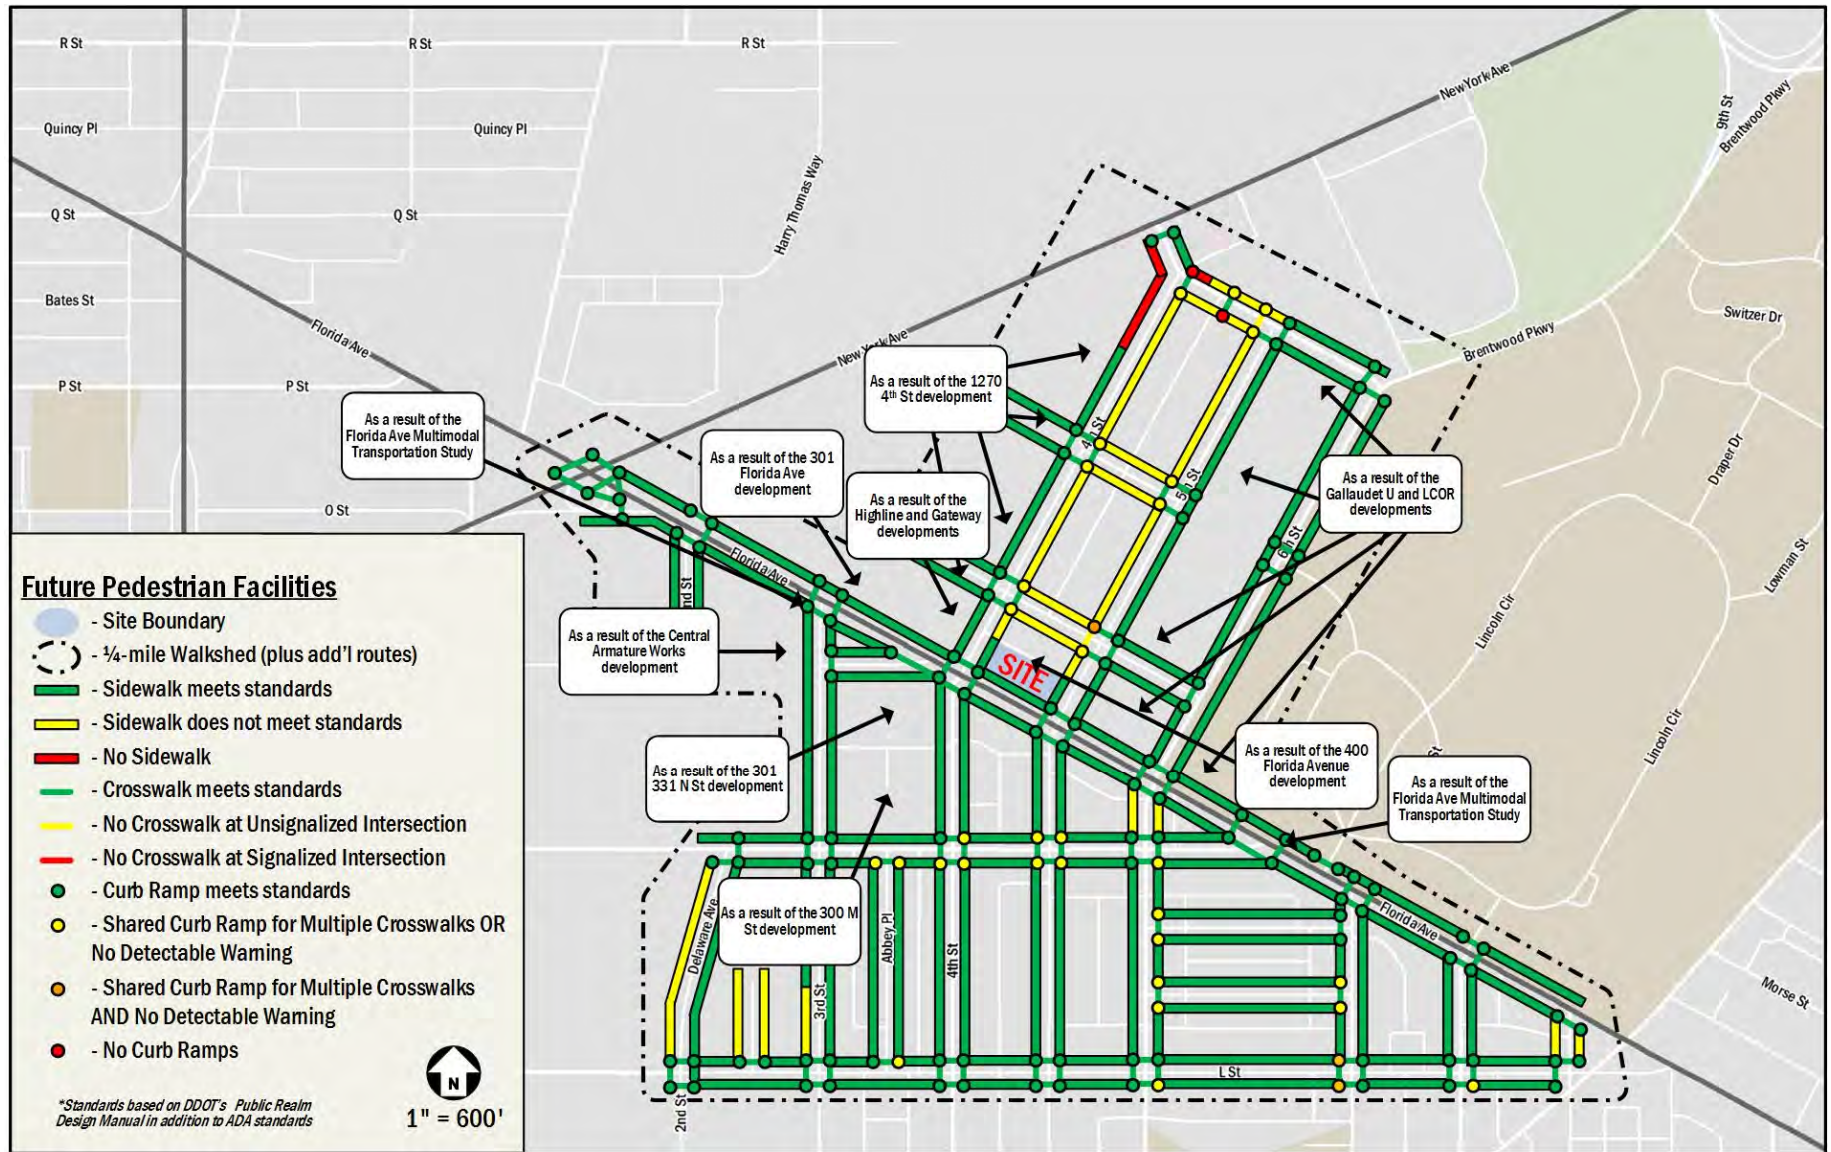 R St
R St
R St
New York Ave
9th St
Brentwood Pkwy
Quincy Pl
Quincy Pl
Harry Thomas Way
Q St
Q St
Bates St
Florida Ave
New York Ave
Brentwood Pkwy
Switzer Dr
P St
P St
As a result of the 1270
4th St development
As a result of the
Florida Ave Multimodal
Transportation Study
As a result of the 301
Florida Ave
development
4th St
5th St
6th St
Draper Dr
As a result of the
Gallaudet U and LCOR
developments
As a result of the
Highline and Gateway
developments
O St
Florida Ave
nd St
Lincoln Cir
Lowman St
As a result of the Central
Armature Works
development
SITE
Lincoln Cir
St
As a result of the 301
331 N St development
As a result of the 400
Florida Avenue
development
As a result of the
Florida Ave Multimodal
Transportation Study
As a result of the 300 M
St development
Delaware Ave
Abbey Pl
4th St
3rd St
Florida Ave
Morse St
L St
2nd St
Future Pedestrian Facilities
- Site Boundary
- ¼-mile Walkshed (plus add'l routes)
- Sidewalk meets standards
- Sidewalk does not meet standards
- No Sidewalk
- Crosswalk meets standards
- No Crosswalk at Unsignalized Intersection
- No Crosswalk at Signalized Intersection
- Curb Ramp meets standards
- Shared Curb Ramp for Multiple Crosswalks OR
No Detectable Warning
- Shared Curb Ramp for Multiple Crosswalks
AND No Detectable Warning
- No Curb Ramps
N
*Standards based on DDOT's Public Realm
Design Manual in addition to ADA standards
1" = 600'